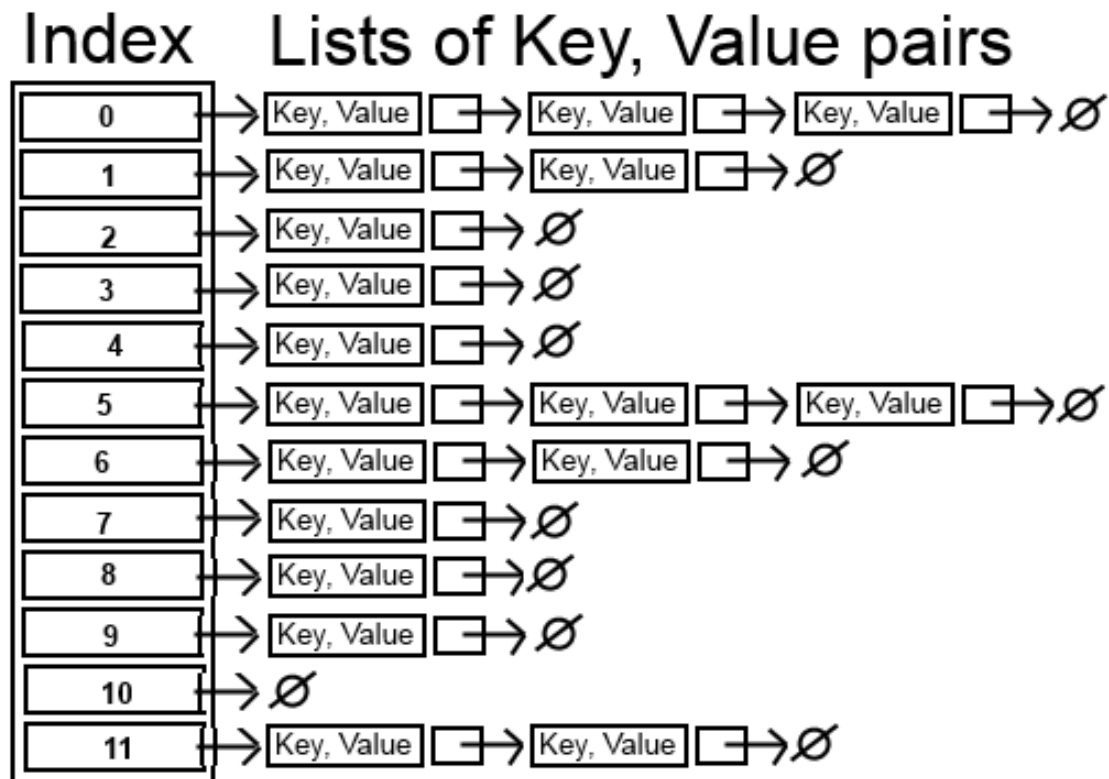 Index Lists of Key, Value pairs
0 Key, Value Key, Value Key, Value
1 Key, Value Key, Value
2 Key, Value
3 Key, Value
4 Key, Value
5 Key, Value Key, Value Key, Value
6 Key, Value Key, Value
7 Key, Value
8 Key, Value
9 Key, Value
10
11 Key, Value Key, Value